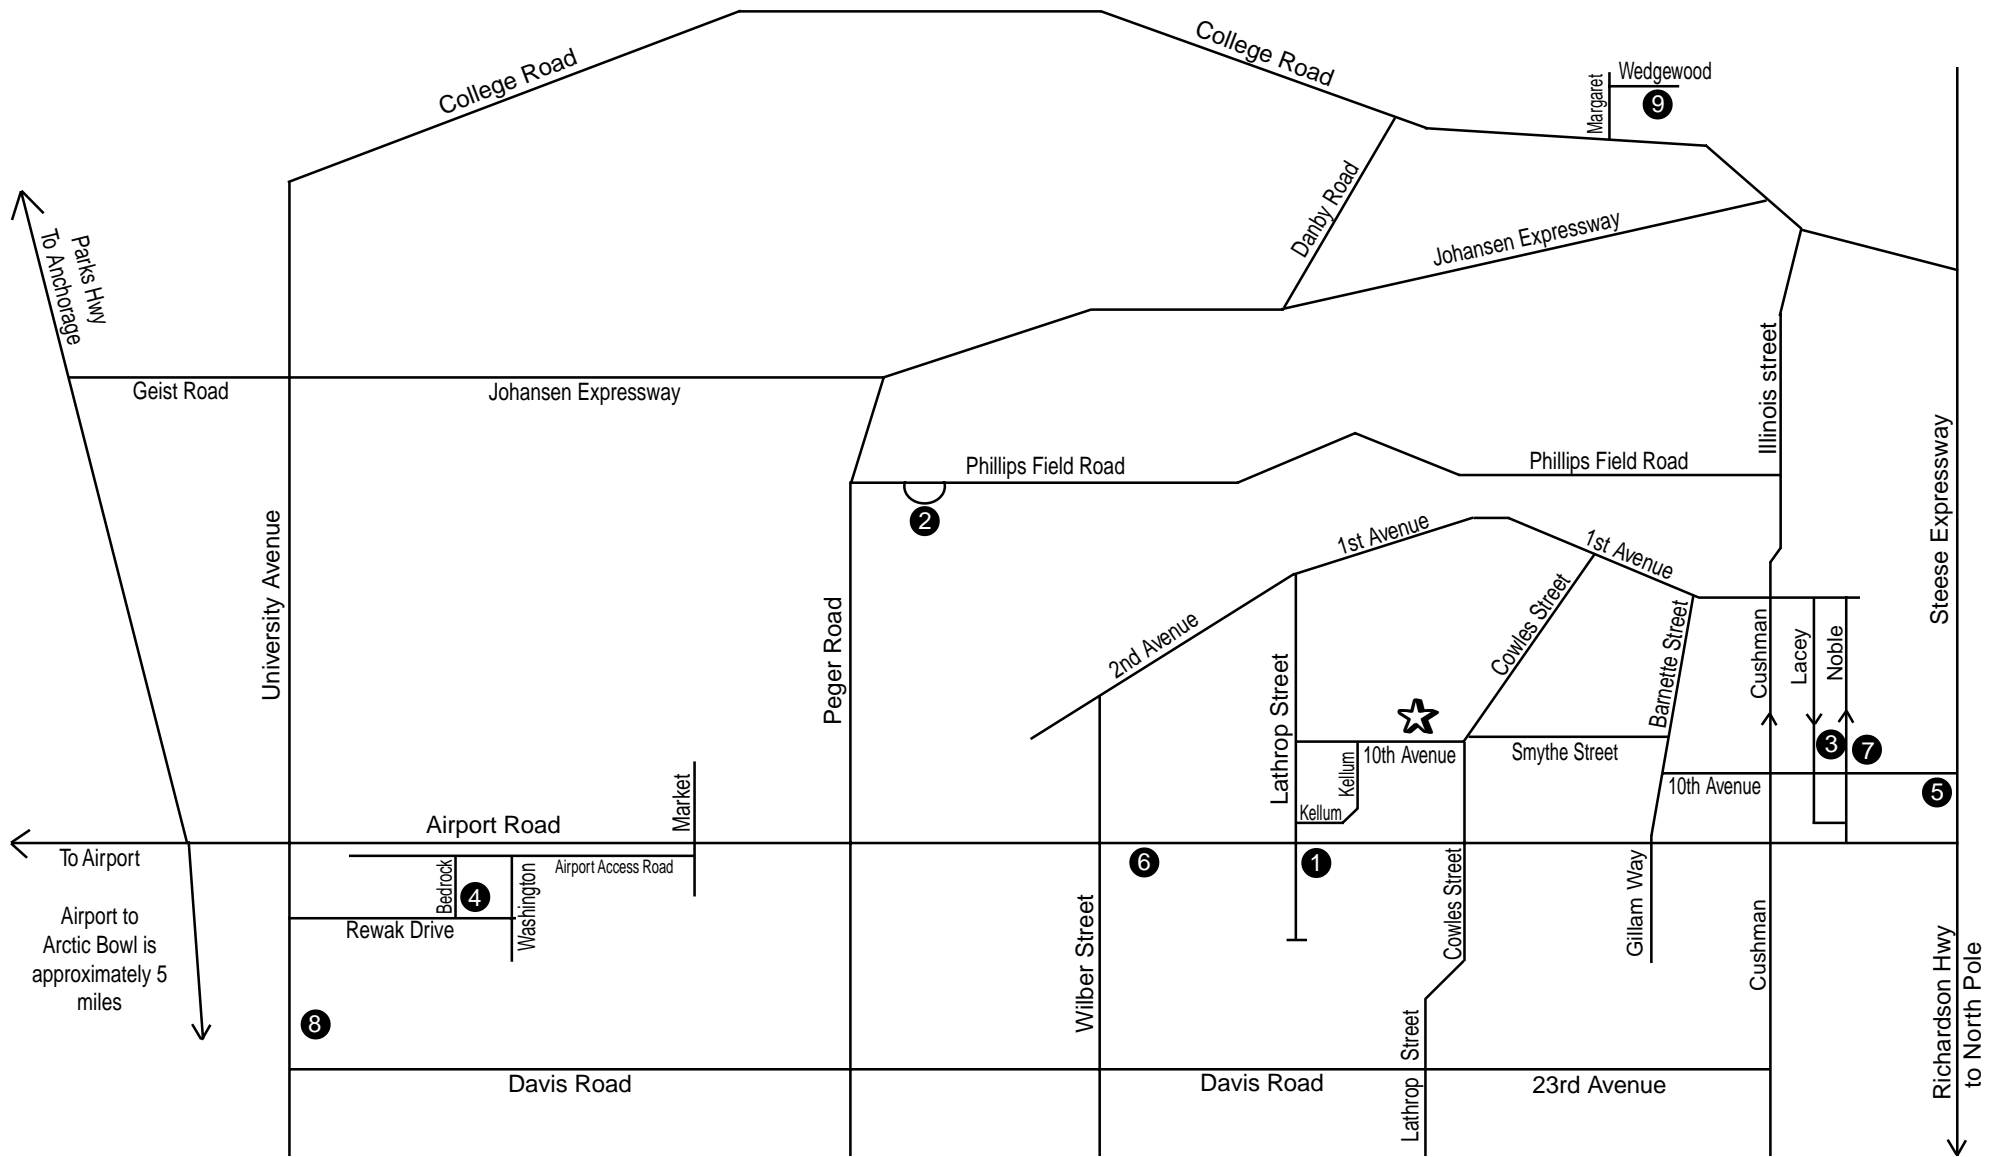 College Road
College Road
Wedgewood
Margaret
9
Danby Road
Johansen Expressway
Parks Hwy
To Anchorage
Geist Road
Johansen Expressway
Illinois street
Steese Expressway
Phillips Field Road
Phillips Field Road
2
University Avenue
Peger Road
1st Avenue
1st Avenue
2nd Avenue
Cowles Street
Barnette Street
Cushman
Lacey
Noble
Lathrop Street
Kellum
Kellum
10th Avenue
Smythe Street
3
7
10th Avenue
5
Market
Airport Road
To Airport
Airport Access Road
Bedrock
4
Washington
Rewak Drive
6
1
Airport to
Arctic Bowl is
approximately 5
miles
Wilber Street
Cowles Street
Gillam Way
Cushman
Richardson Hwy
to North Pole
8
Lathrop Street
Davis Road
Davis Road
23rd Avenue
Lathrop